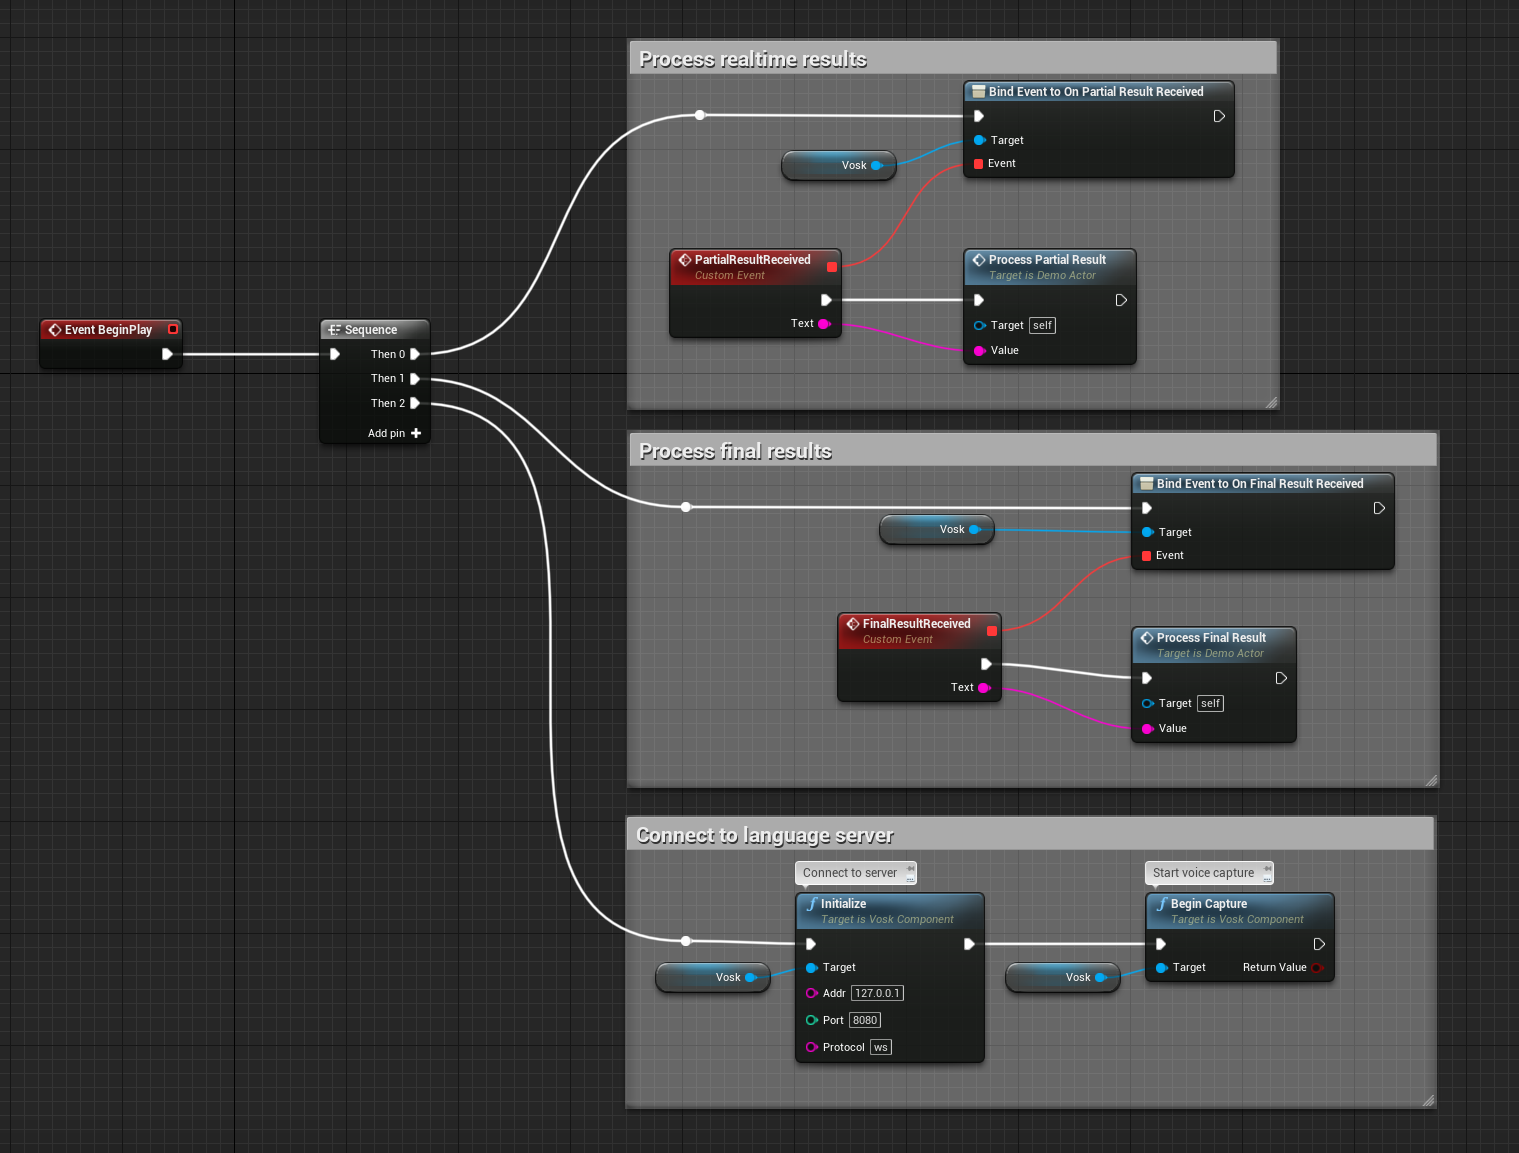 Process realtime results
Bind Event to On Partial Result Received
Target
Vosk
Event
PartialResultReceived
Custom Event
Text
Process Partial Result
Target is Demo Actor
Target self
Value
Event BeginPlay
Sequence
Then 0
Then 1
Then 2
Add pin
Process final results
Bind Event to On Final Result Received
Vosk
Target
Event
FinalResultReceived
Custom Event
Text
Process Final Result
Target is Demo Actor
Target self
Value
Connect to language server
Connect to server
Initialize
Target is Vosk Component
Vosk
Target
Addr 127.0.0.1
Port 8080
Protocol ws
Start voice capture
Begin Capture
Target is Vosk Component
Vosk
Target Return Value